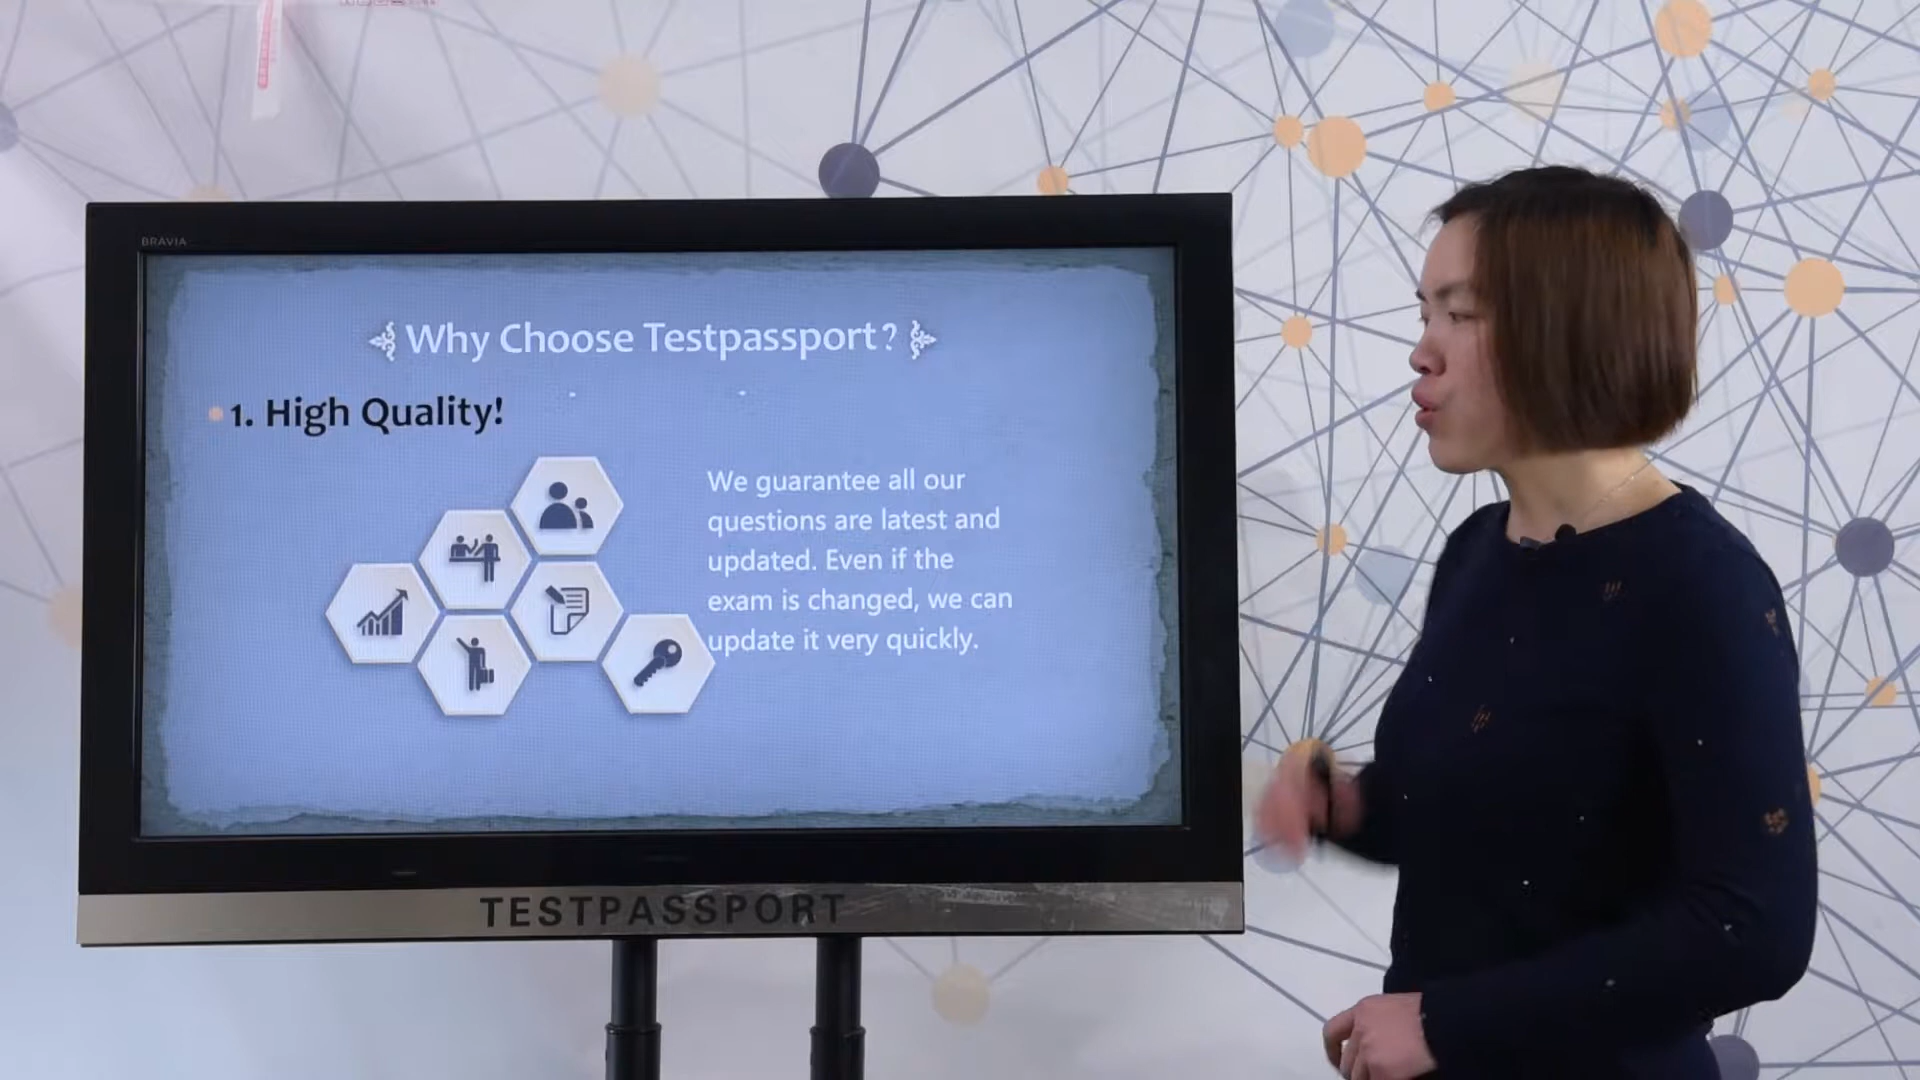 BRAVIA
Why Choose Testpassport?
1. High Quality!
We guarantee all our
questions are latest and
updated. Even if the
exam is changed, we can
update it very quickly.
TESTPASSPORT